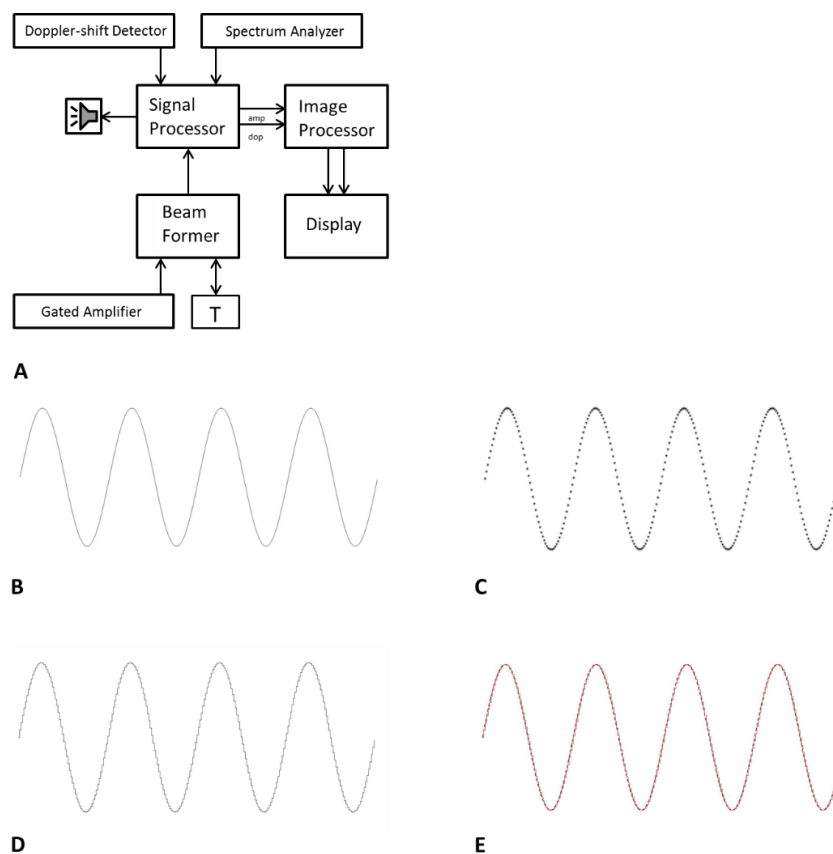 Doppler-shift Detector
Spectrum Analyzer
Signal
Processor
amp
dop
Image
Processor
Beam
Former
Display
Gated Amplifier
T
A
B
C
D
E